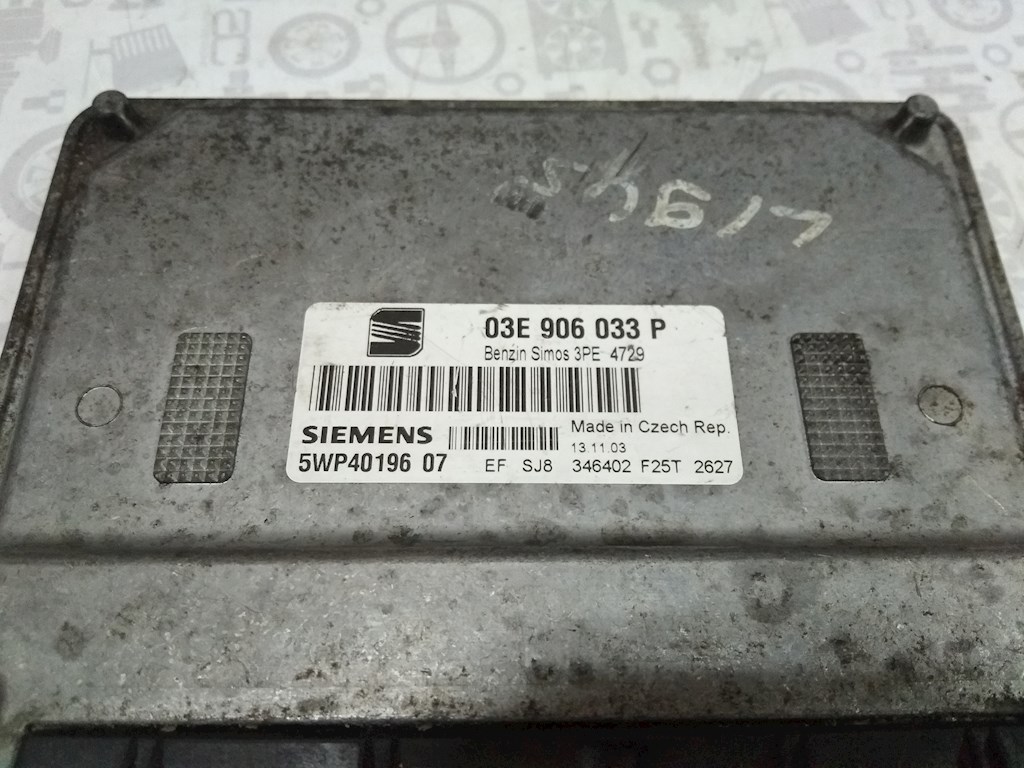 03E 906 033 P
Benzin Simos 3PE 4729
SIEMENS
Made in Czech Rep.
13.11.03
5WP40196 07
EF SJ8 346402 F25T 2627